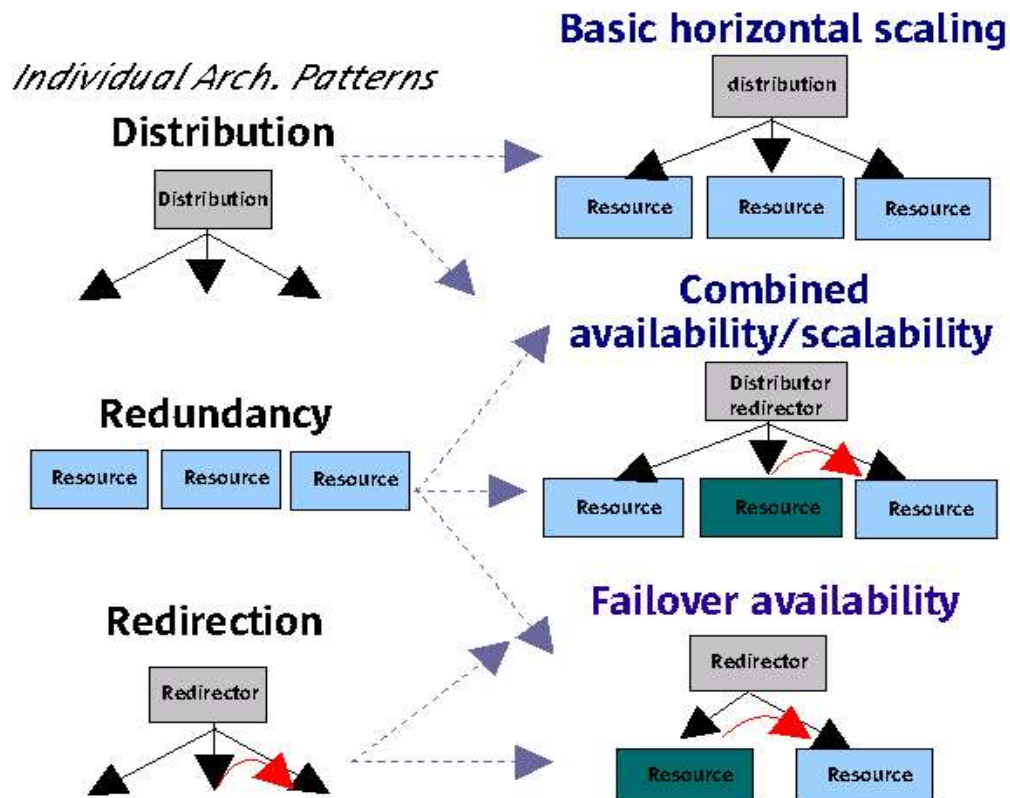 Individual Arch. Patterns
Distribution
Distribution
Redundancy
Resource
Resource
Resource
Redirection
Redirector
Basic horizontal scaling
distribution
Resource
Resource
Resource
Combined
availability/scalability
Distributor
redirector
Resource
Resource
Resource
Failover availability
Redirector
Resource
Resource